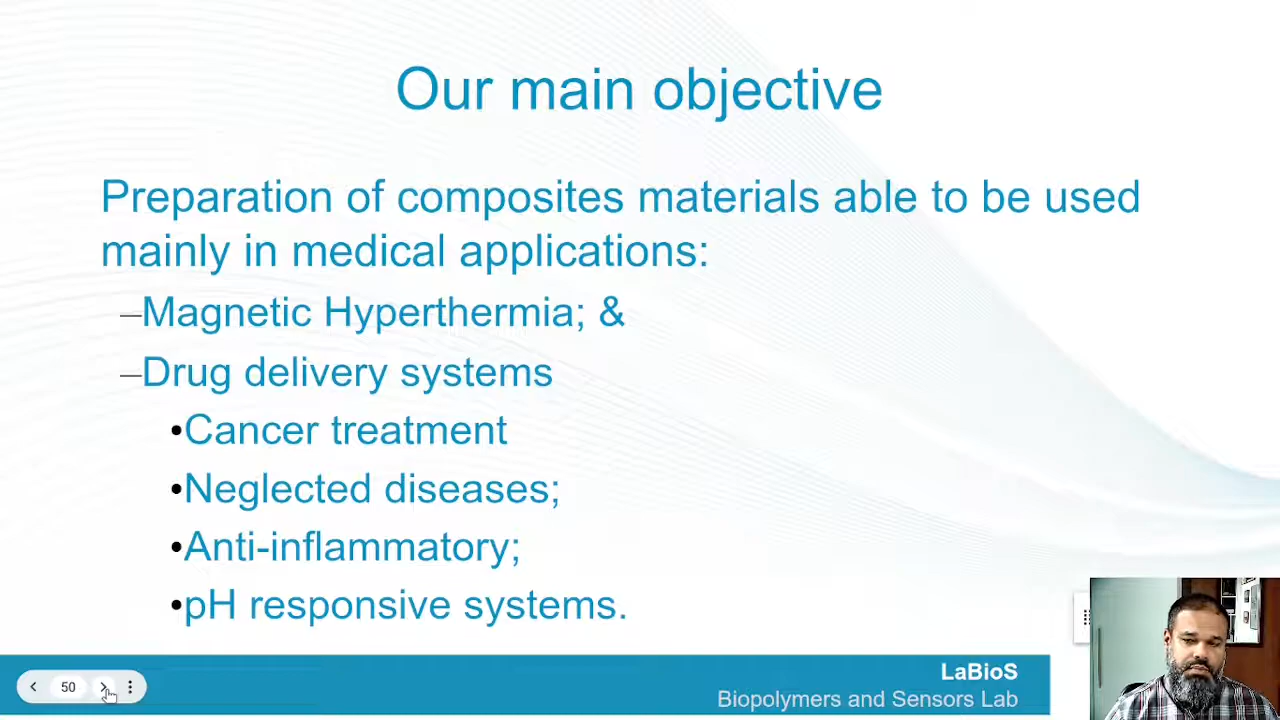 Our main objective
Preparation of composites materials able to be used
mainly in medical applications:
–Magnetic Hyperthermia; &
–Drug delivery systems
•Cancer treatment
•Neglected diseases;
•Anti-inflammatory;
•pH responsive systems.
LaBioS
Biopolymers and Sensors Lab
50